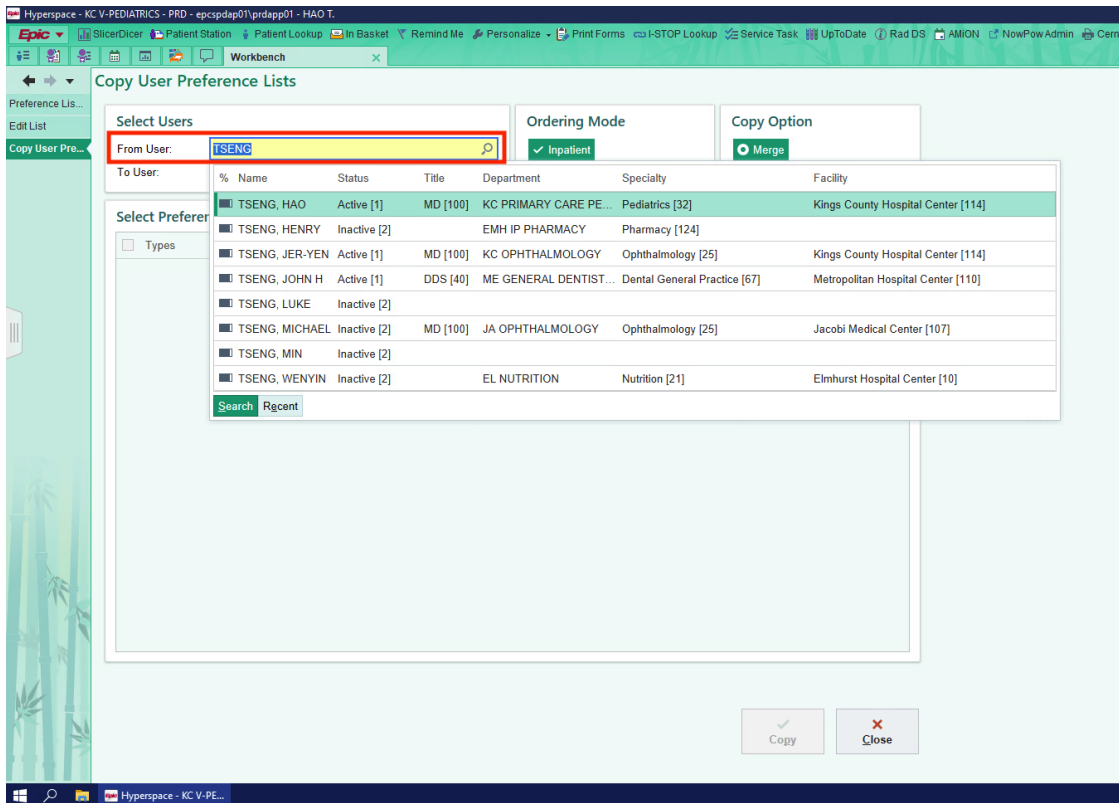 Hyperspace - KC V-PEDIATRICS - PRD - epcspdap01\prdapp01 - HAO T.
Epic SlicerDicer Patient Station Patient Lookup In Basket Remind Me Personalize Print Forms I-STOP Lookup Service Task UpToDate Rad DS AMiON NowPow Admin Cern
Workbench
Copy User Preference Lists
Preference Lis...
Edit List
Copy User Pre...
Select Users Ordering Mode Copy Option
From User: TSENG Inpatient Merge
To User:
% Name Status Title Department Specialty Facility
TSENG, HAO Active [1] MD [100] KC PRIMARY CARE PE... Pediatrics [32] Kings County Hospital Center [114]
TSENG, HENRY Inactive [2] EMH IP PHARMACY Pharmacy [124]
TSENG, JER-YEN Active [1] MD [100] KC OPHTHALMOLOGY Ophthalmology [25] Kings County Hospital Center [114]
TSENG, JOHN H Active [1] DDS [40] ME GENERAL DENTIST... Dental General Practice [67] Metropolitan Hospital Center [110]
TSENG, LUKE Inactive [2]
TSENG, MICHAEL Inactive [2] MD [100] JA OPHTHALMOLOGY Ophthalmology [25] Jacobi Medical Center [107]
TSENG, MIN Inactive [2]
TSENG, WENYIN Inactive [2] EL NUTRITION Nutrition [21] Elmhurst Hospital Center [10]
Search Recent
Select Preferer
Types
Copy Close
Hyperspace - KC V-PE...